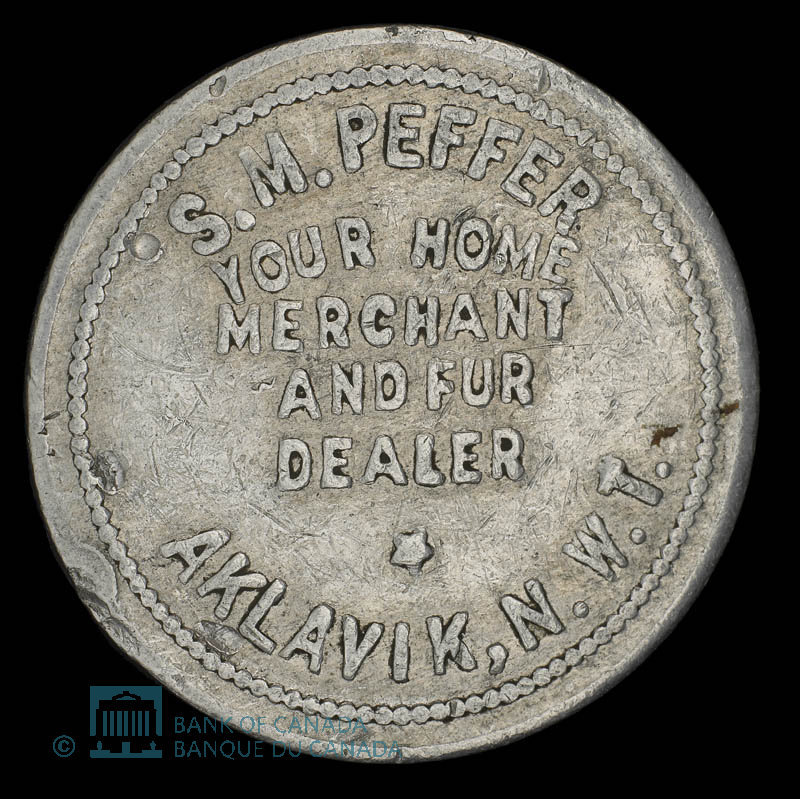 S. M. PEFFER
YOUR HOME
MERCHANT
AND FUR
DEALER
AKLAVIK, N. W. T.
© BANK OF CANADA
BANQUE DU CANADA